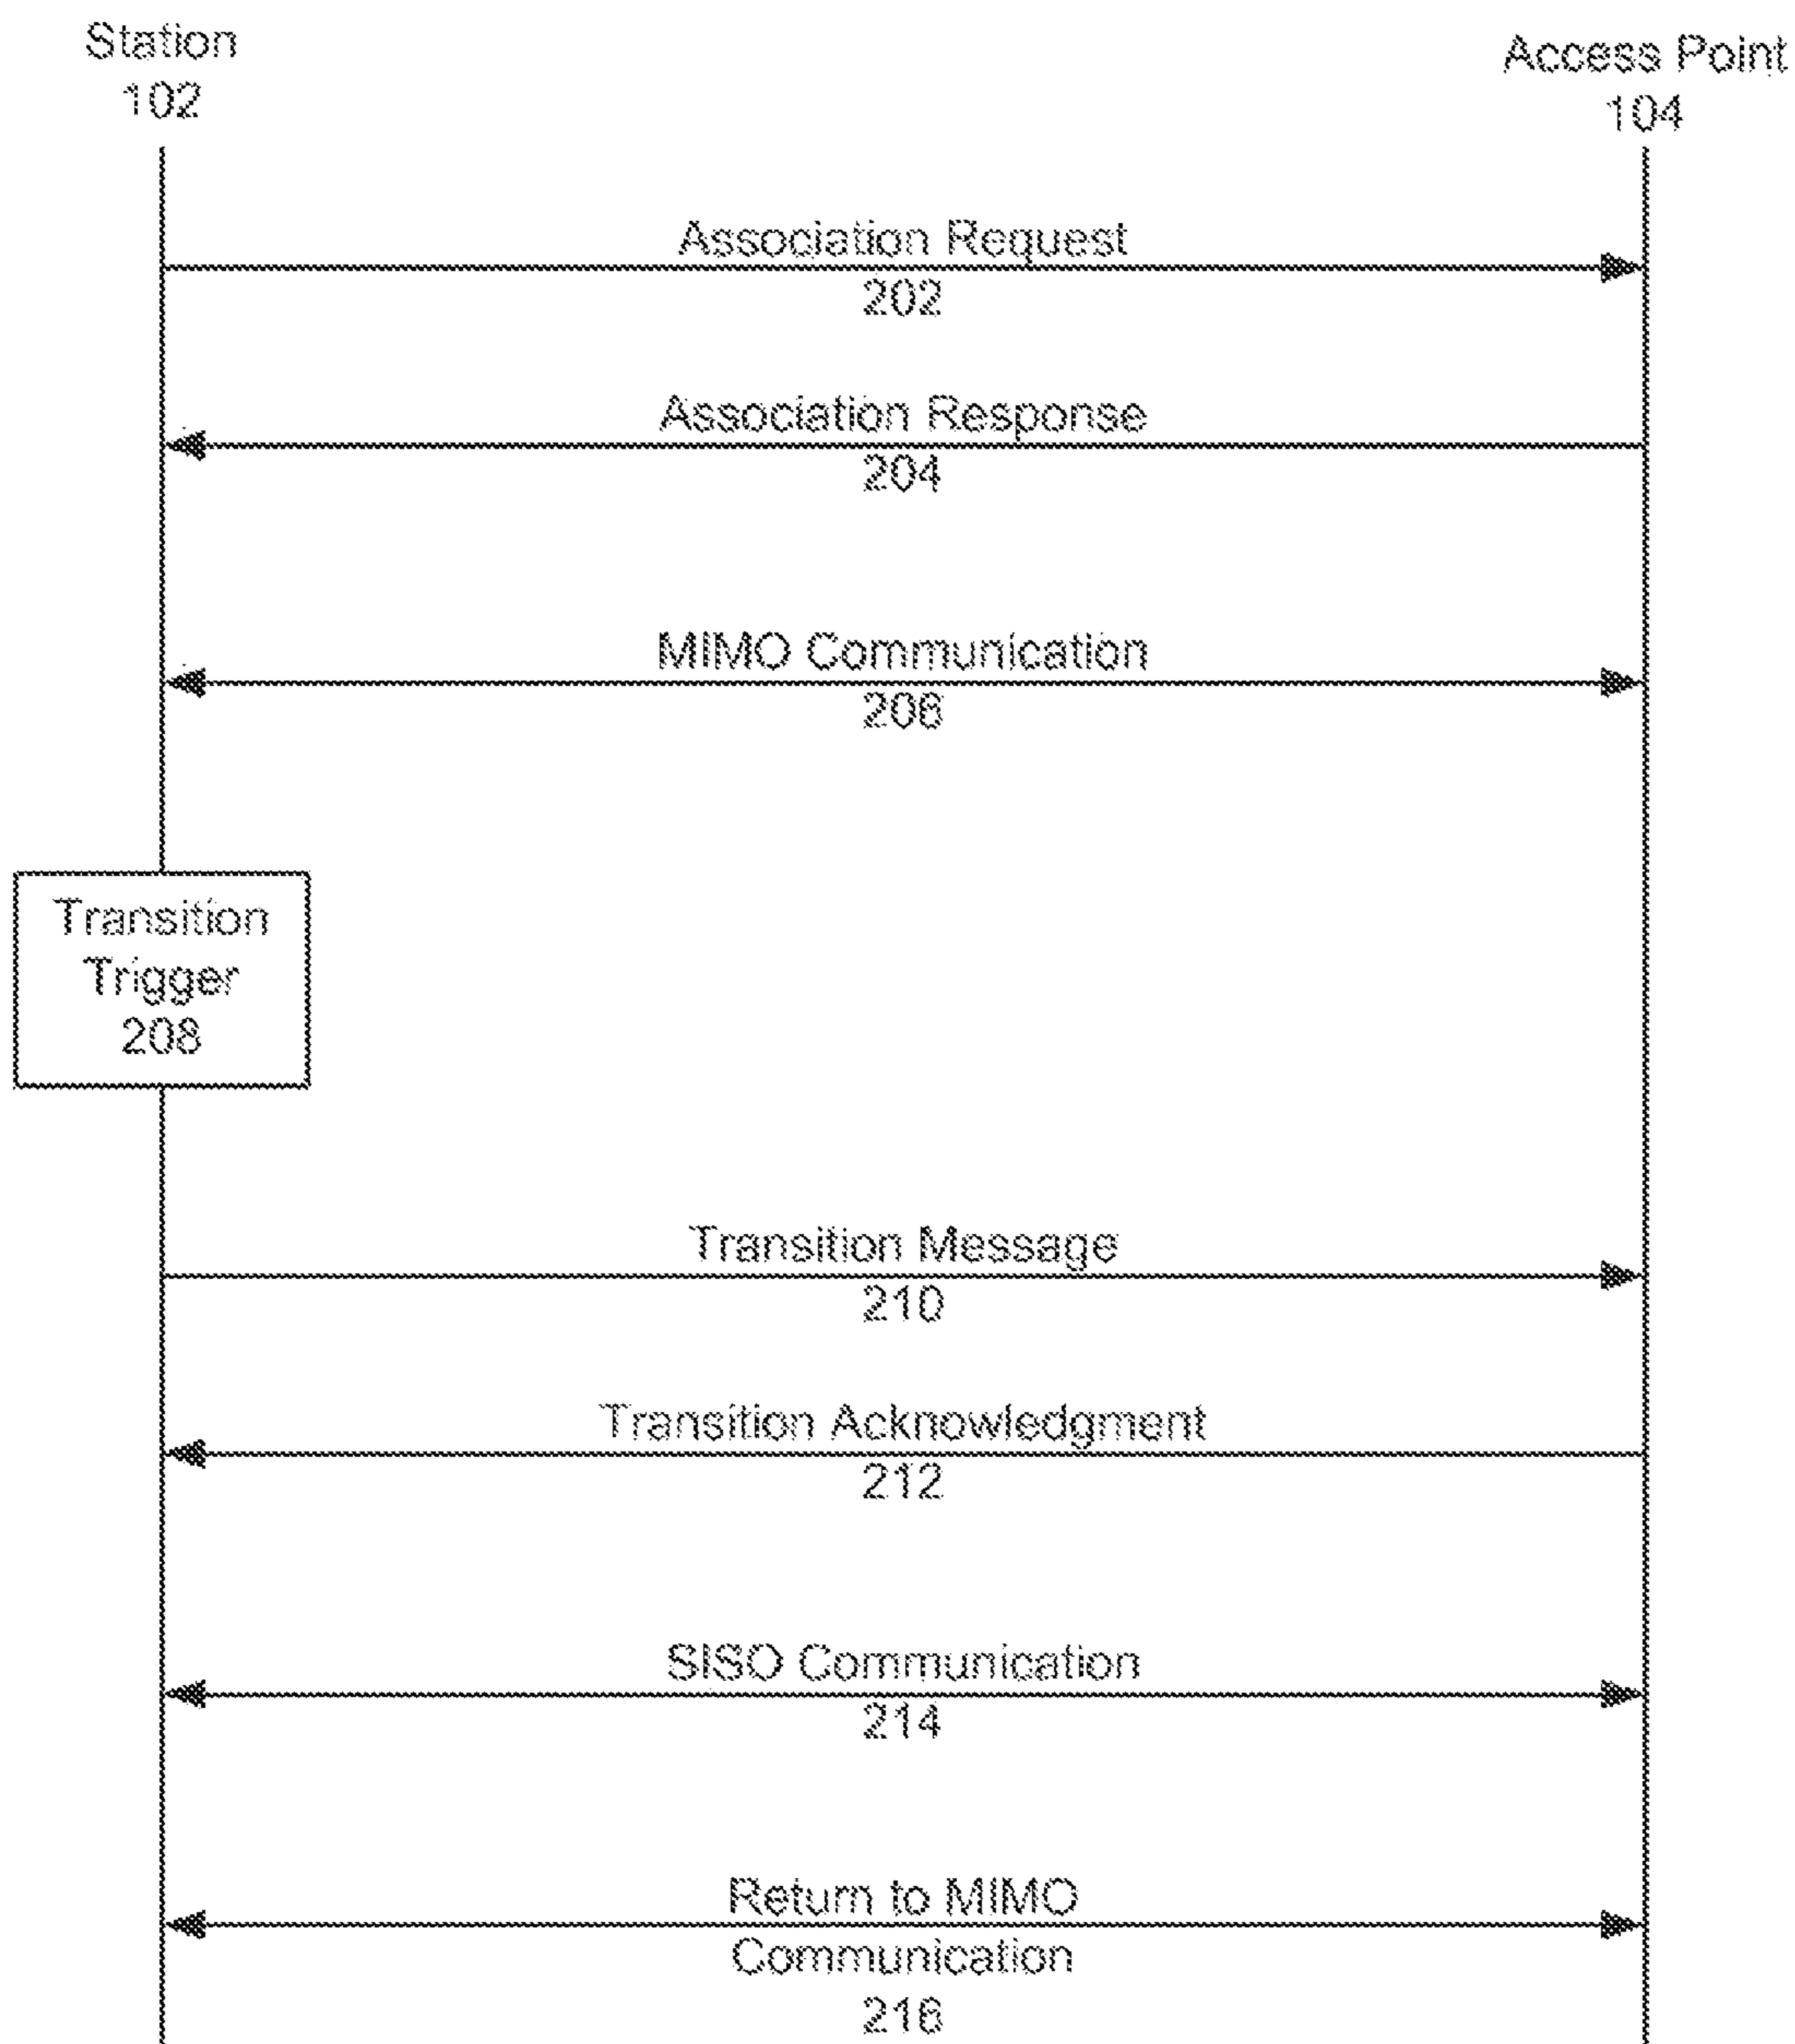 Station
102
Access Point
104
Association Request
202
Association Response
204
MIMO Communication
206
Transition
Trigger
208
Transition Message
210
Transition Acknowledgment
212
SISO Communication
214
Return to MIMO
Communication
216